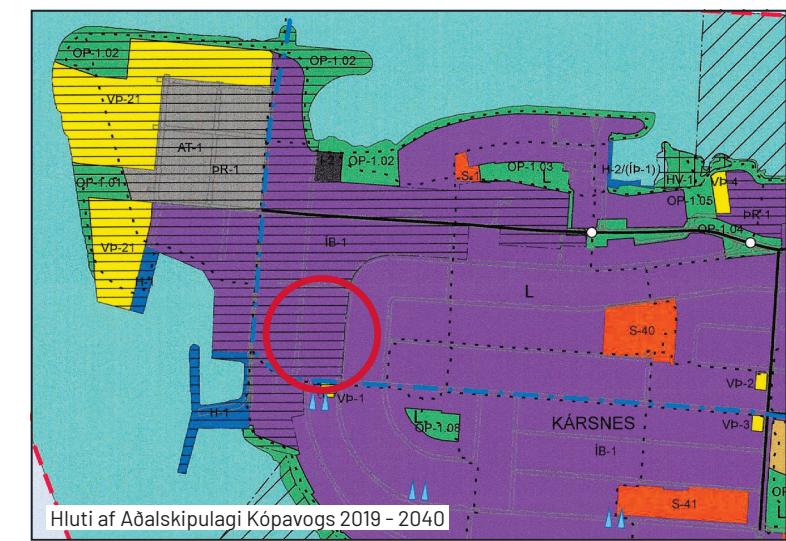 OP-1.02
OP-1.02
VÞ-21
AT-1
ÞR-1
OP-1.02
OP-1.03
S-1
H-2/(ÍÞ-1))
HV-1
VÞ-4
OP-1.05
ÞR-1
OP-1.04
OP-1.01
VÞ-21
H-1
ÍB-1
L
S-40
VÞ-2
VÞ-1
H-1
L
OP-1.08
KÁRSNES
VÞ-3
ÍB-1
S-41
L
Hluti af Aðalskipulagi Kópavogs 2019 - 2040